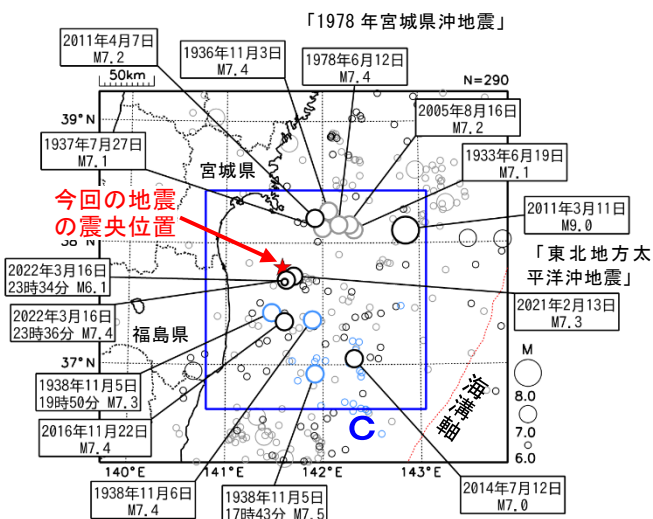 「1978 年宮城県沖地震」
2011年4月7日
M7.2
1936年11月3日
M7.4
1978年6月12日
M7.4
50km
N=290
2005年8月16日
M7.2
39°N
1937年7月27日
M7.1
宮城県
1933年6月19日
M7.1
今回の地震
の震央位置
2011年3月11日
M9.0
38°N
「東北地方太
平洋沖地震」
2022年3月16日
23時34分 M6.1
2021年2月13日
M7.3
2022年3月16日
23時36分 M7.4
福島県
37°N
M
8.0
7.0
6.0
1938年11月5日
19時50分 M7.3
海溝軸
2016年11月22日
M7.4
C
140°E
141°E
142°E
143°E
1938年11月6日
M7.4
1938年11月5日
17時43分 M7.5
2014年7月12日
M7.0